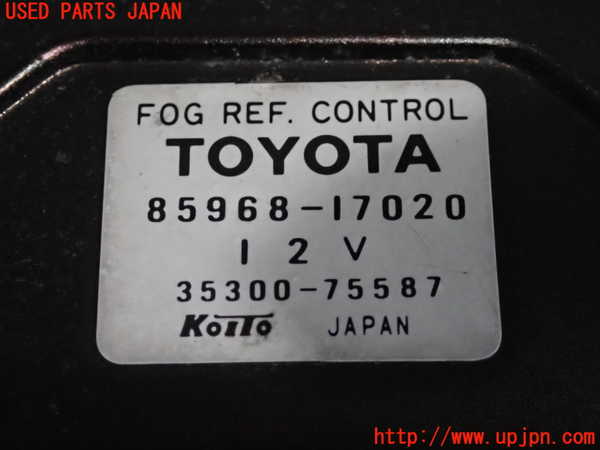 USED PARTS JAPAN
FOG REF. CONTROL
TOYOTA
85968-17020
12V
35300-75587
KOITO JAPAN
http://www.upjpn.com